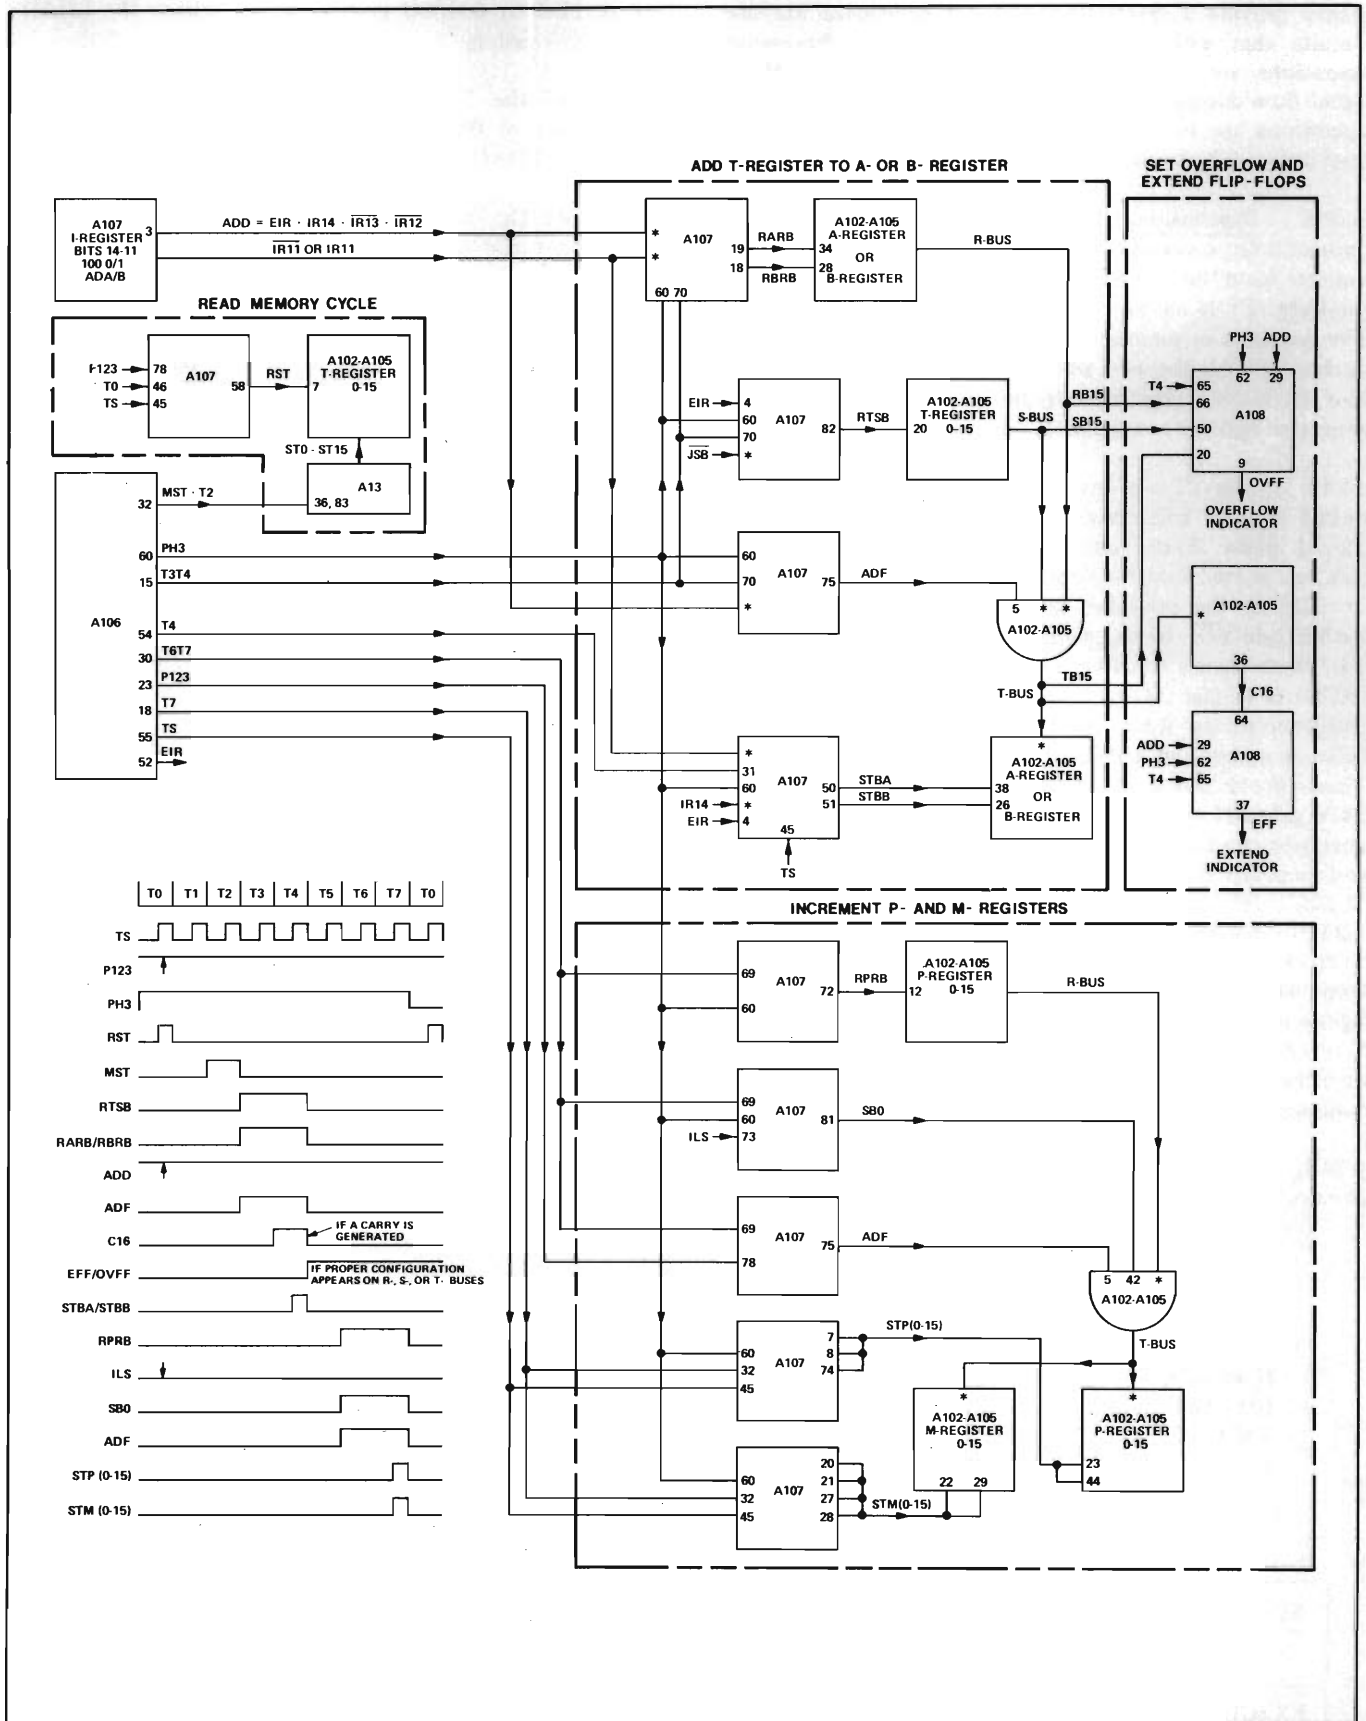 ADD T-REGISTER TO A- OR B- REGISTER
SET OVERFLOW AND
EXTEND FLIP-FLOPS
A107
I-REGISTER
BITS 14-11
100 0/1
ADA/B
3
ADD = EIR · IR14 · I̅R̅1̅3̅ · I̅R̅1̅2̅
I̅R̅1̅1̅ OR IR11
*
*
A107
19
18
60 70
RARB
RBRB
34
28
A102-A105
A-REGISTER
OR
B-REGISTER
R-BUS
READ MEMORY CYCLE
P123
T0
TS
78
46
45
A107
58
RST
7
A102-A105
T-REGISTER
0-15
ST0 - ST15
A13
36, 83
EIR
J̅S̅B̅
4
60
70
*
A107
82
RTSB
20
A102-A105
T-REGISTER
0-15
S-BUS
RB15
SB15
PH3 ADD
62 29
T4
65
66
50
20
A108
9
OVFF
OVERFLOW
INDICATOR
A106
32
MST · T2
60
PH3
15
T3T4
54
T4
30
T6T7
23
P123
18
T7
55
TS
52
EIR
60
70
*
A107
75
ADF
5 * *
A102-A105
T-BUS
TB15
*
A102-A105
36
C16
64
ADD
PH3
T4
29
62
65
A108
37
EFF
EXTEND
INDICATOR
*
31
60
IR14
*
EIR
4
A107
45
TS
50
51
STBA
STBB
*
38
26
A102-A105
A-REGISTER
OR
B-REGISTER
T0 T1 T2 T3 T4 T5 T6 T7 T0
TS
P123
PH3
RST
MST
RTSB
RARB/RBRB
ADD
ADF
C16
IF A CARRY IS
GENERATED
EFF/OVFF
IF PROPER CONFIGURATION
APPEARS ON R-, S-, OR T- BUSES
STBA/STBB
RPRB
ILS
SB0
ADF
STP (0-15)
STM (0-15)
INCREMENT P- AND M- REGISTERS
69
60
A107
72
RPRB
12
A102-A105
P-REGISTER
0-15
R-BUS
69
60
ILS
73
A107
81
SB0
69
78
A107
75
ADF
5 42 *
A102-A105
T-BUS
60
32
45
A107
7
8
74
STP(0-15)
*
A102-A105
M-REGISTER
0-15
22 29
*
A102-A105
P-REGISTER
0-15
23
44
60
32
45
A107
20
21
27
28
STM(0-15)